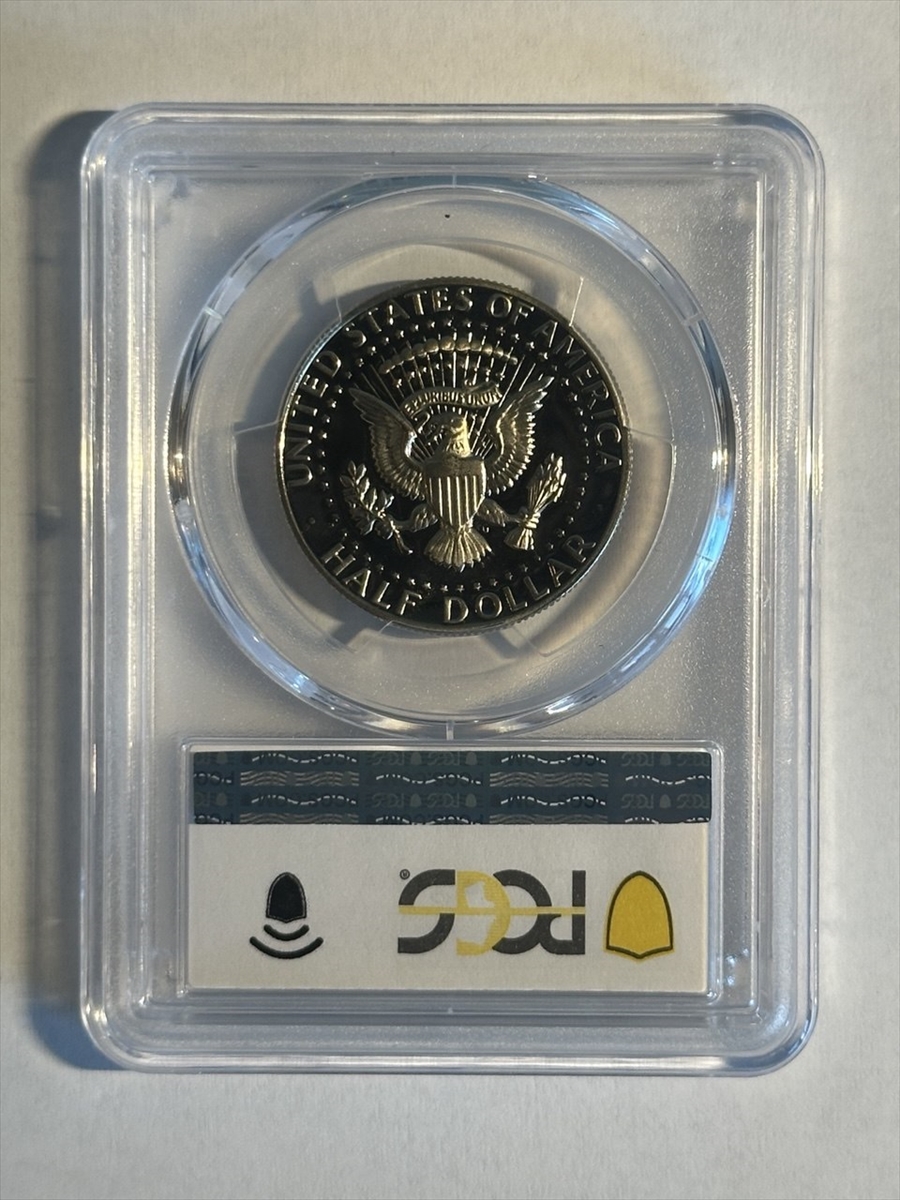 UNITED STATES OF AMERICA
E PLURIBUS UNUM
HALF DOLLAR
PCGS®